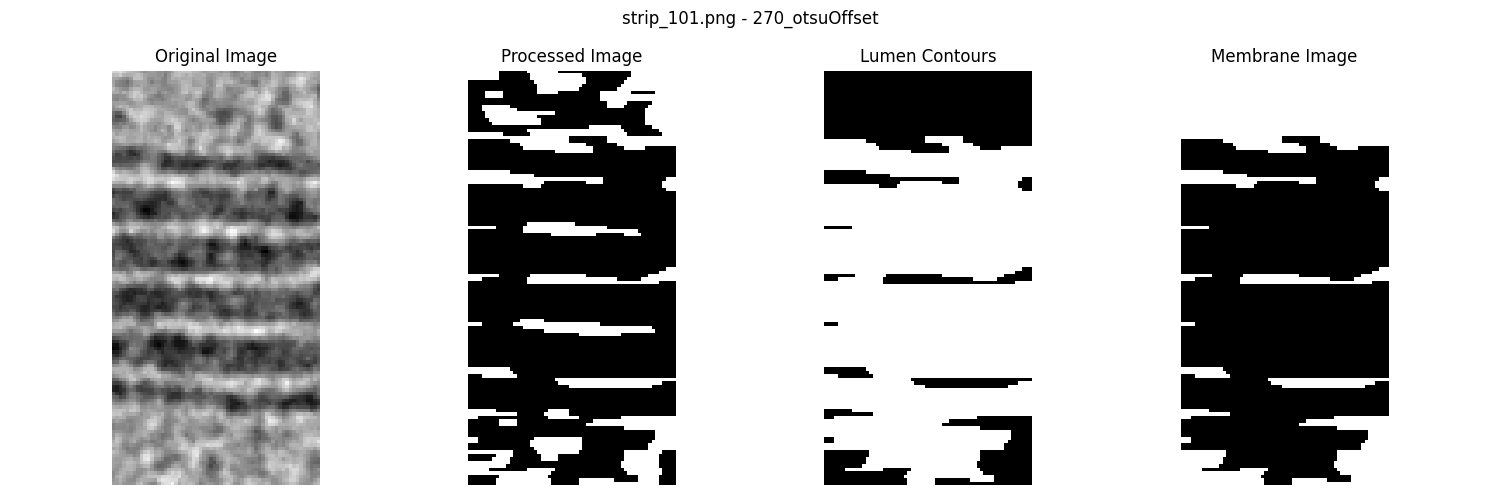 strip_101.png - 270_otsuOffset
Original Image
Processed Image
Lumen Contours
Membrane Image